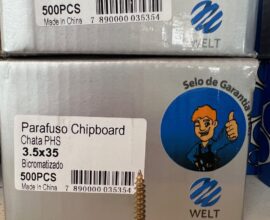 500PCS
Made in China
7 890000 035354
WELT
Selo de Garantia
Parafuso Chipboard
Chata PHS
3.5x35
Bicromatizado
500PCS
Made in China
7 890000 035354
WELT